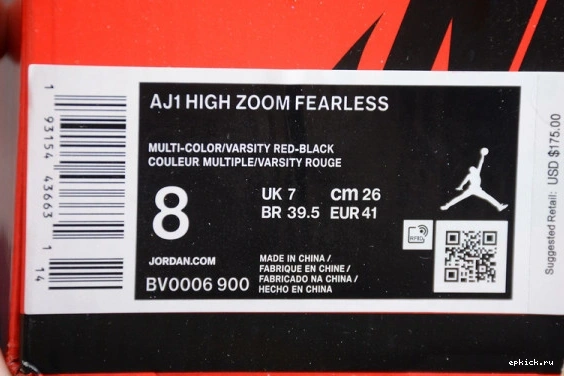 AJ1 HIGH ZOOM FEARLESS
MULTI-COLOR/VARSITY RED-BLACK
COULEUR MULTIPLE/VARSITY ROUGE
8
UK 7
cm 26
BR 39.5
EUR 41
JORDAN.COM
BV0006 900
MADE IN CHINA /
FABRIQUE EN CHINE /
FABRICADO NA CHINA /
HECHO EN CHINA
1 93154 43663 1
14
Suggested Retail: USD $175.00
epkick.ru